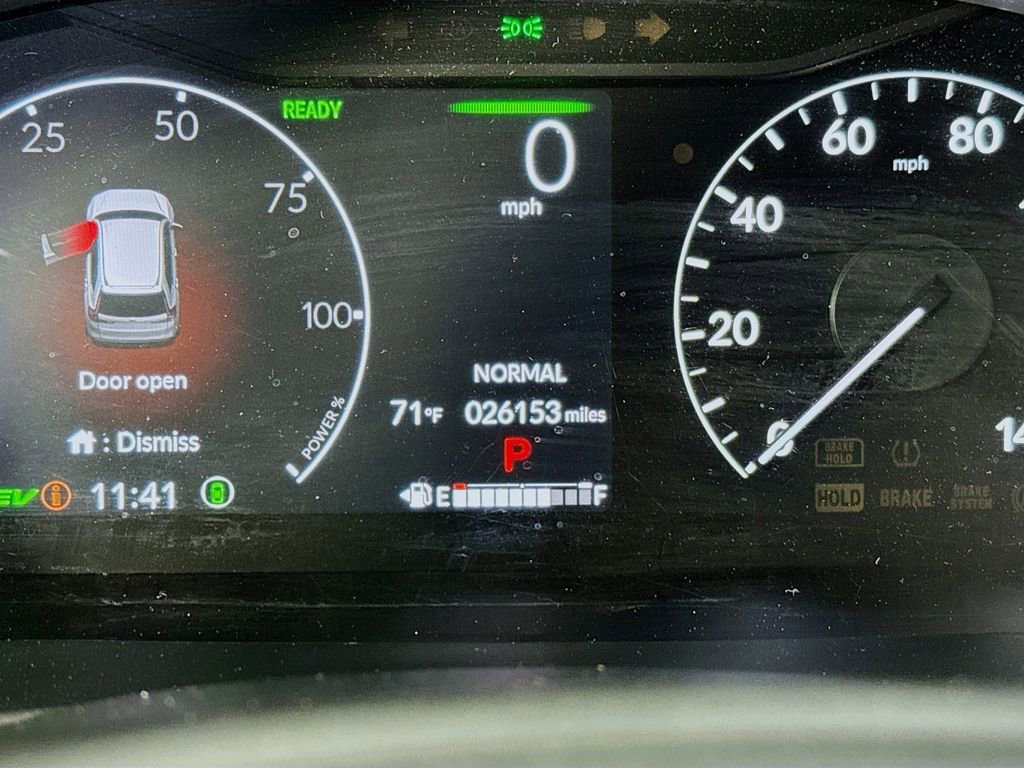 READY
25
50
75
100
POWER %
Door open
: Dismiss
EV
11:41
0
mph
NORMAL
71°F 026153 miles
P
E F
20
40
60
80
mph
0
BRAKE HOLD
HOLD
BRAKE
BRAKE SYSTEM